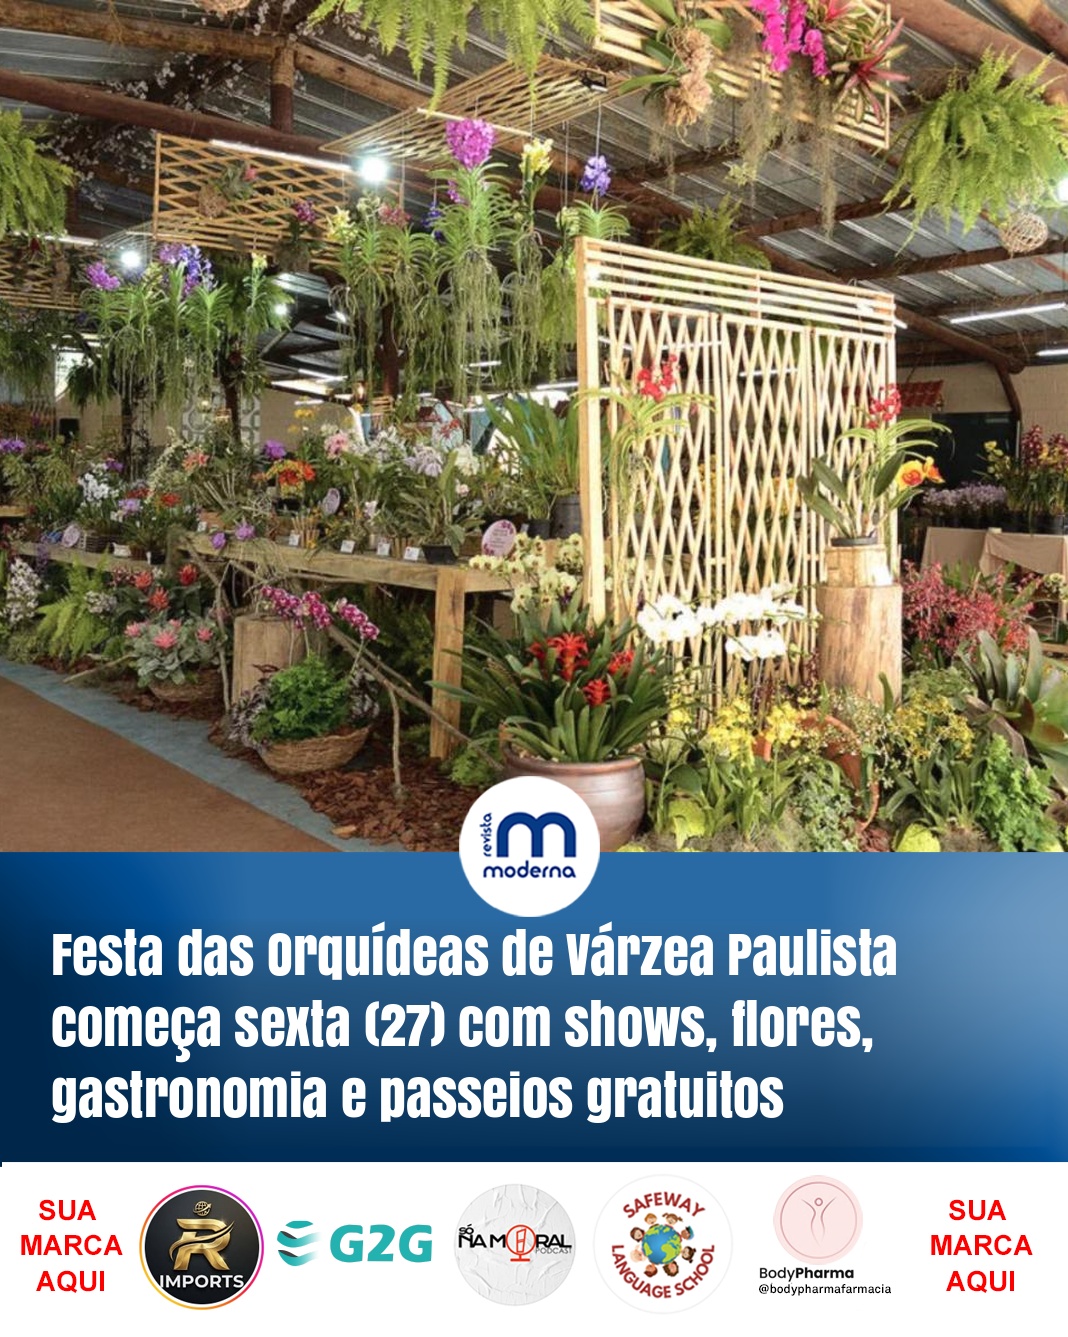 revista
m
moderna
Festa das Orquídeas de Várzea Paulista
começa sexta (27) com shows, flores,
gastronomia e passeios gratuitos
SUA
MARCA
AQUI
R
IMPORTS
G2G
SÓ
NA MORAL
PODCAST
SAFEWAY
LANGUAGE SCHOOL
BodyPharma
@bodypharmafarmacia
SUA
MARCA
AQUI